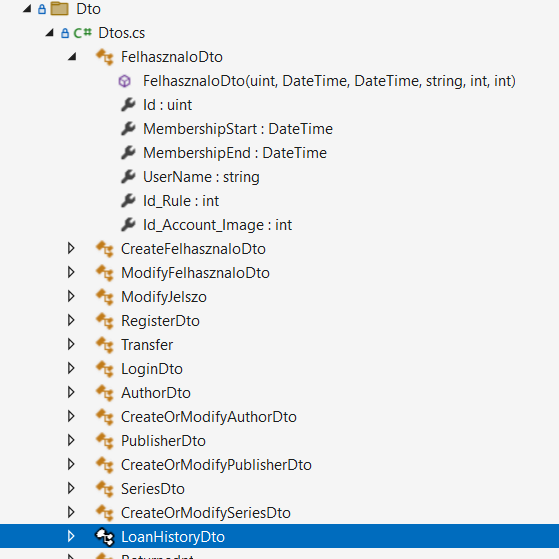 Dto
C# Dtos.cs
FelhasznaloDto
FelhasznaloDto(uint, DateTime, DateTime, string, int, int)
Id : uint
MembershipStart : DateTime
MembershipEnd : DateTime
UserName : string
Id_Rule : int
Id_Account_Image : int
CreateFelhasznaloDto
ModifyFelhasznaloDto
ModifyJelszo
RegisterDto
Transfer
LoginDto
AuthorDto
CreateOrModifyAuthorDto
PublisherDto
CreateOrModifyPublisherDto
SeriesDto
CreateOrModifySeriesDto
LoanHistoryDto